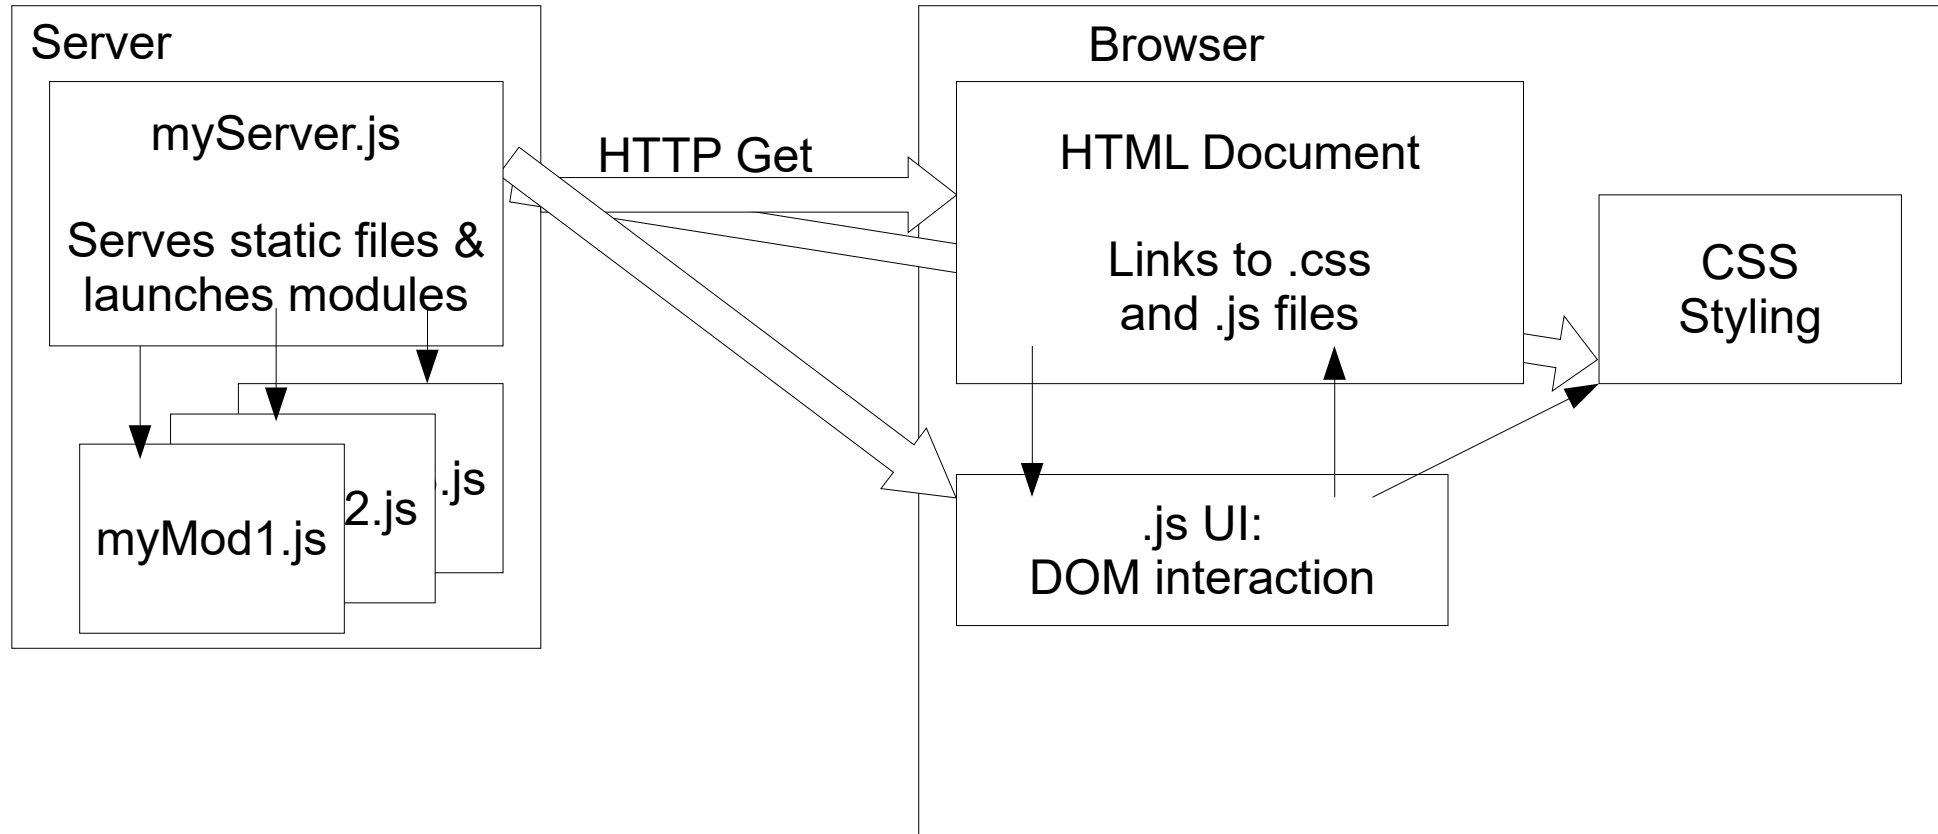 Server
myServer.js
Serves static files &
launches modules
myMod1.js
2.js
.js
HTTP Get
Browser
HTML Document
Links to .css
and .js files
.js UI:
DOM interaction
CSS
Styling